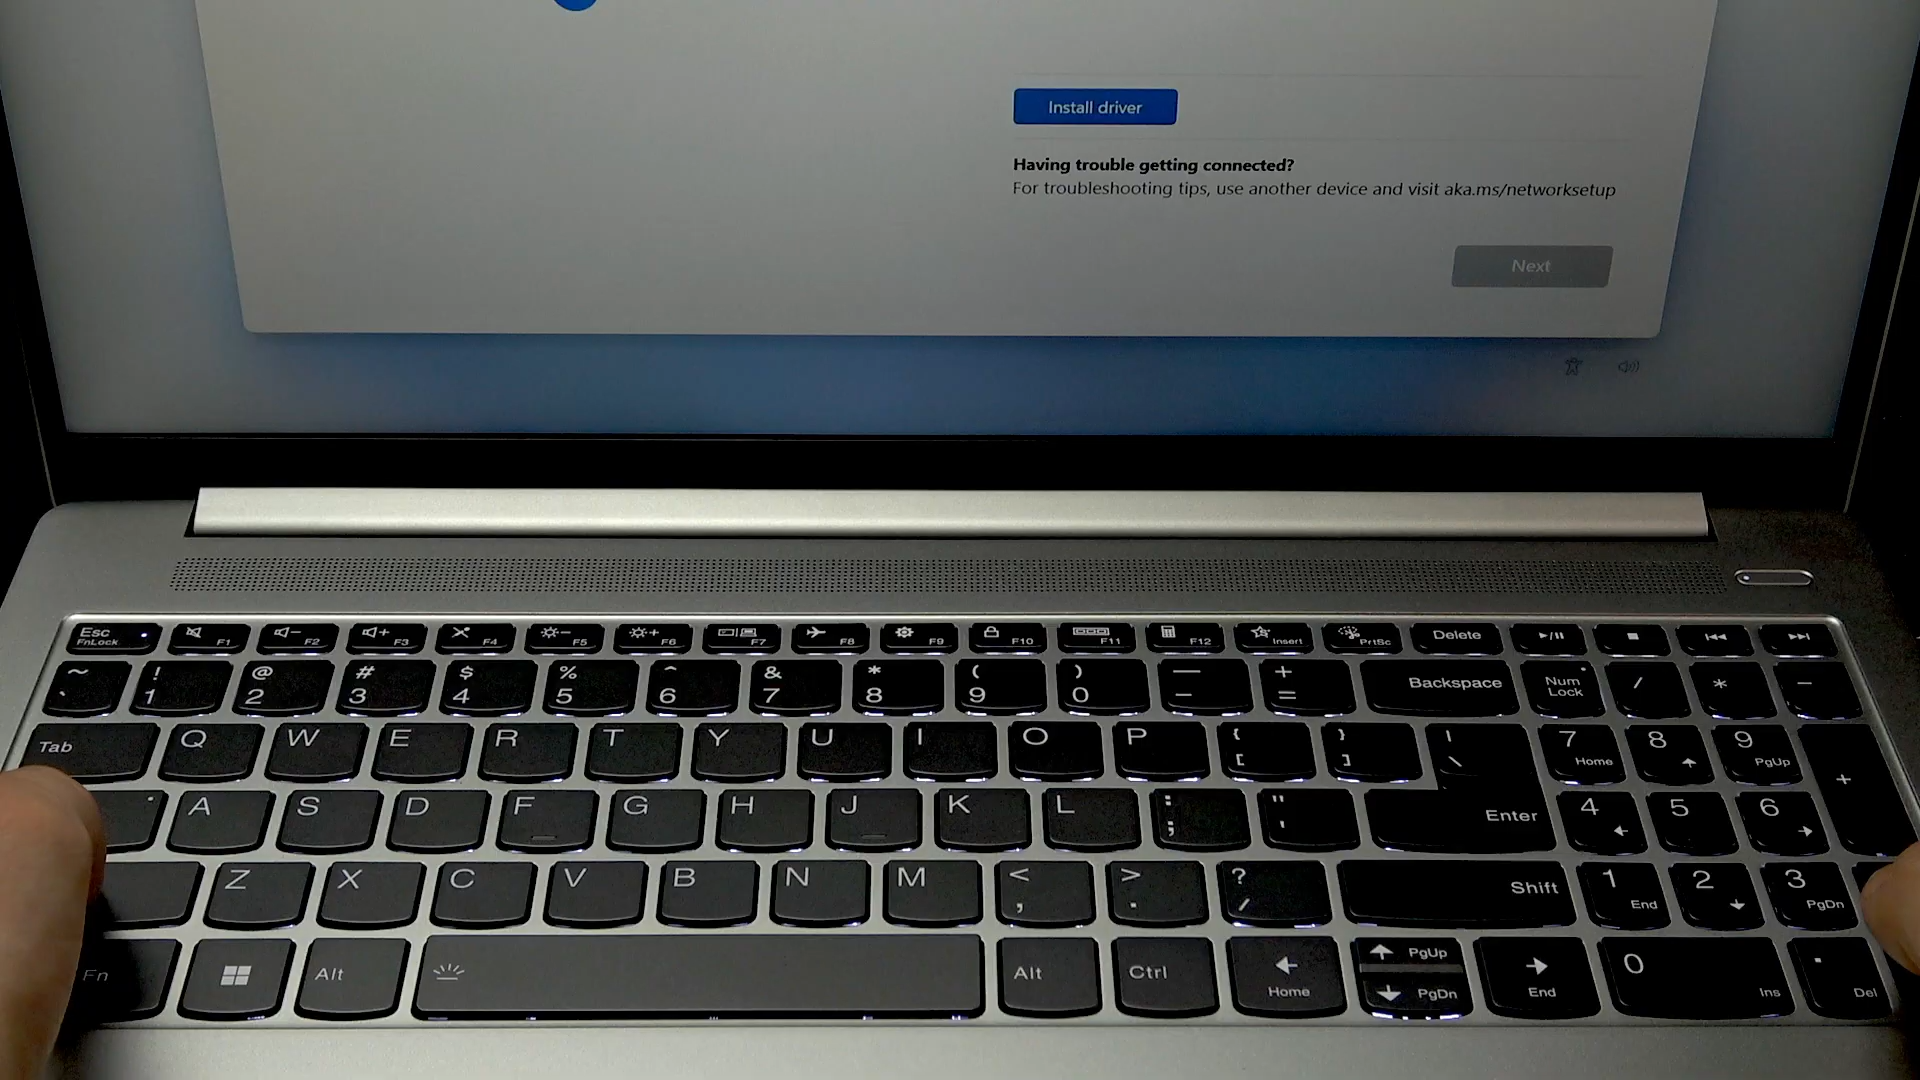 Install driver
Having trouble getting connected?
For troubleshooting tips, use another device and visit aka.ms/networksetup
Next
Esc FnLock F1 F2 F3 F4 F5 F6 F7 F8 F9 F10 F11 F12 Insert PrtSc Delete
~ ! @ # $ % ^ & * ( ) — +
` 1 2 3 4 5 6 7 8 9 0 - = Backspace Num Lock / * -
Tab Q W E R T Y U I O P { [ } ] | \ 7 Home 8 9 PgUp +
A S D F G H J K L : ; " ' Enter 4 5 6
Z X C V B N M < , > . ? / Shift 1 End 2 3 PgDn
Fn Alt Alt Ctrl Home PgUp PgDn End 0 Ins . Del